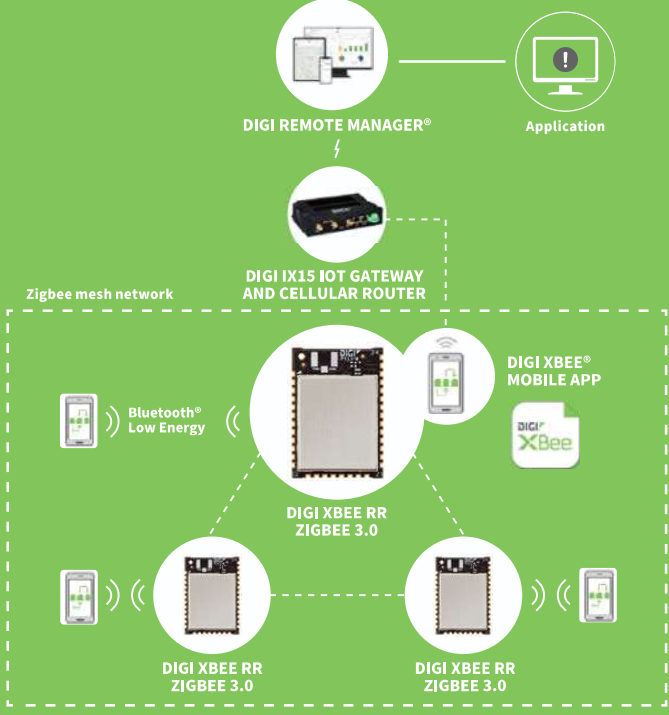 DIGI REMOTE MANAGER®
Application
DIGI IX15 IOT GATEWAY
AND CELLULAR ROUTER
Zigbee mesh network
DIGI
DIGI XBEE®
MOBILE APP
Bluetooth®
Low Energy
DIGI
XBee
DIGI XBEE RR
ZIGBEE 3.0
DIGI XBEE RR
ZIGBEE 3.0
DIGI XBEE RR
ZIGBEE 3.0